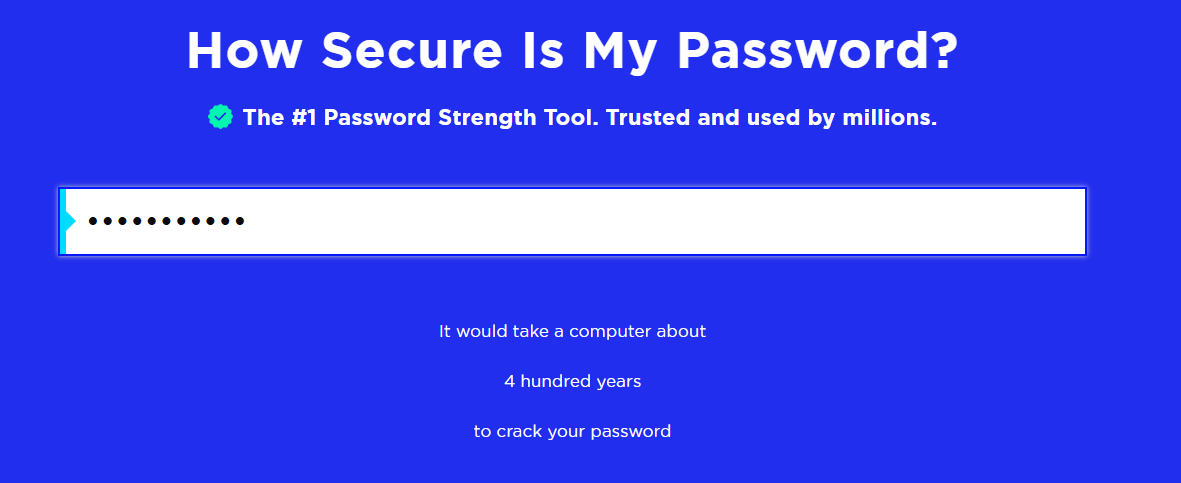 How Secure Is My Password?
The #1 Password Strength Tool. Trusted and used by millions.
•••••••••••
It would take a computer about
4 hundred years
to crack your password